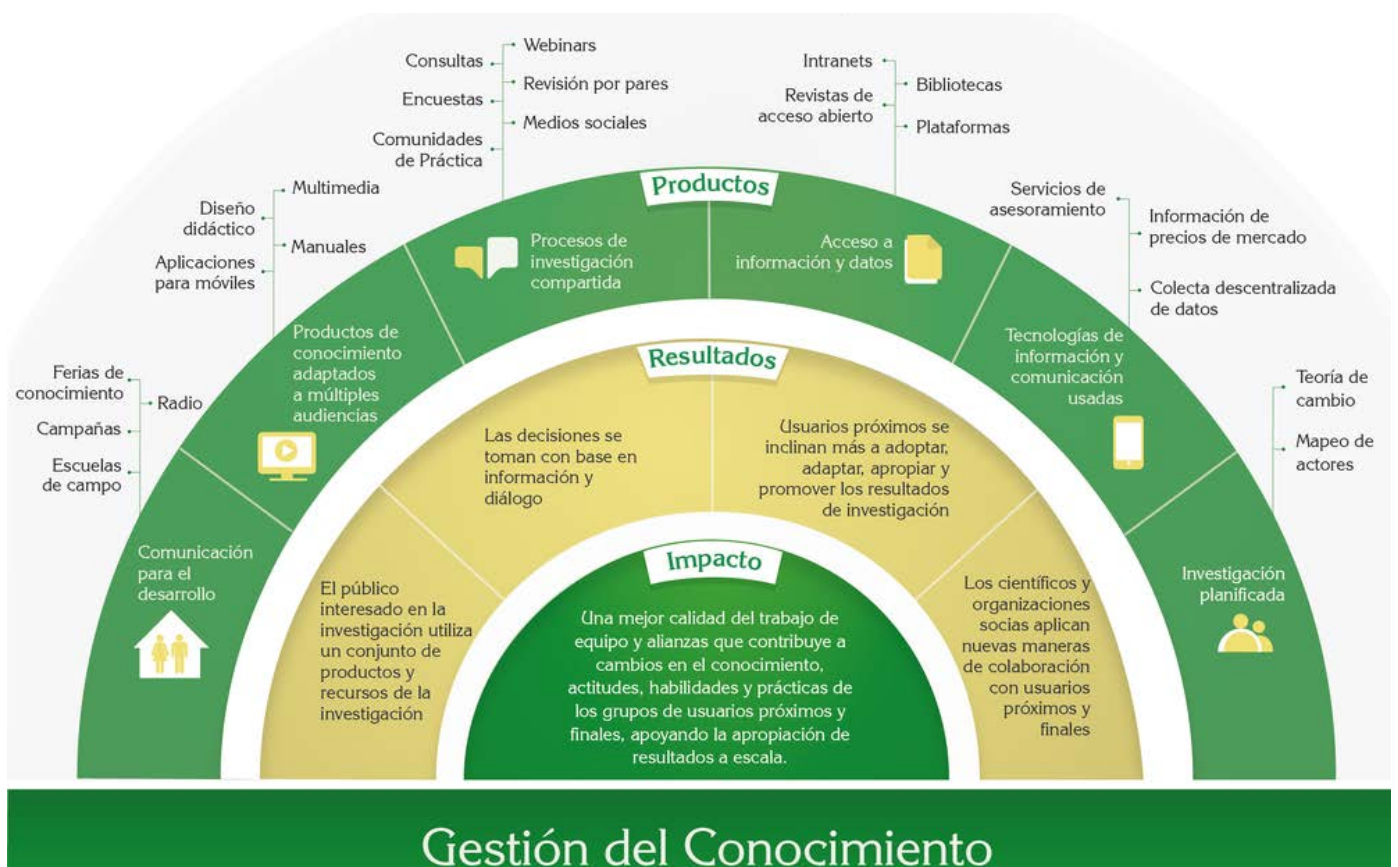 Webinars
Consultas
Revisión por pares
Encuestas
Medios sociales
Comunidades
de Práctica
Intranets
Bibliotecas
Revistas de
acceso abierto
Plataformas
Multimedia
Diseño
didáctico
Manuales
Aplicaciones
para móviles
Servicios de
asesoramiento
Información de
precios de mercado
Colecta descentralizada
de datos
Ferias de
conocimiento
Radio
Campañas
Escuelas
de campo
Teoría de
cambio
Mapeo de
actores
Productos
Comunicación
para el
desarrollo
Productos de
conocimiento
adaptados
a múltiples
audiencias
Procesos de
investigación
compartida
Acceso a
información y datos
Tecnologías de
información y
comunicación
usadas
Investigación
planificada
Resultados
El público
interesado en la
investigación utiliza
un conjunto de
productos y
recursos de la
investigación
Las decisiones se
toman con base en
información y
diálogo
Usuarios próximos se
inclinan más a adoptar,
adaptar, apropiar y
promover los resultados
de investigación
Los científicos y
organizaciones
socias aplican
nuevas maneras
de colaboración
con usuarios
próximos y
finales
Impacto
Una mejor calidad del trabajo de
equipo y alianzas que contribuye a
cambios en el conocimiento,
actitudes, habilidades y prácticas de
los grupos de usuarios próximos y
finales, apoyando la apropiación de
resultados a escala.
Gestión del Conocimiento